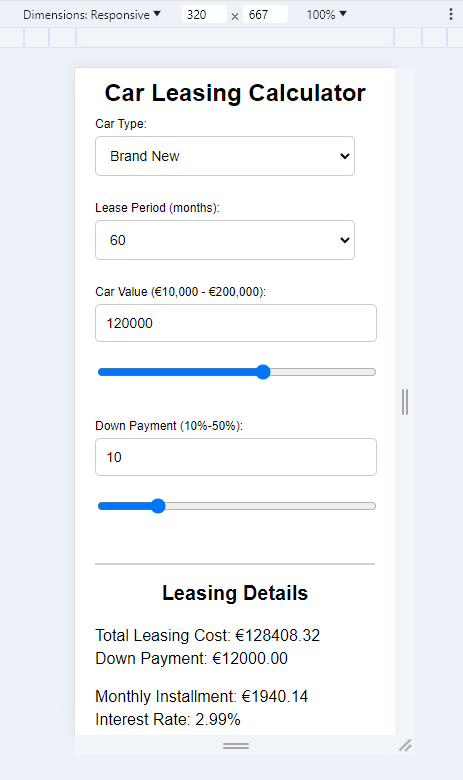 Dimensions: Responsive 320 x 667 100%
Car Leasing Calculator
Car Type:
Brand New
Lease Period (months):
60
Car Value (€10,000 - €200,000):
120000
Down Payment (10%-50%):
10
Leasing Details
Total Leasing Cost: €128408.32
Down Payment: €12000.00
Monthly Installment: €1940.14
Interest Rate: 2.99%